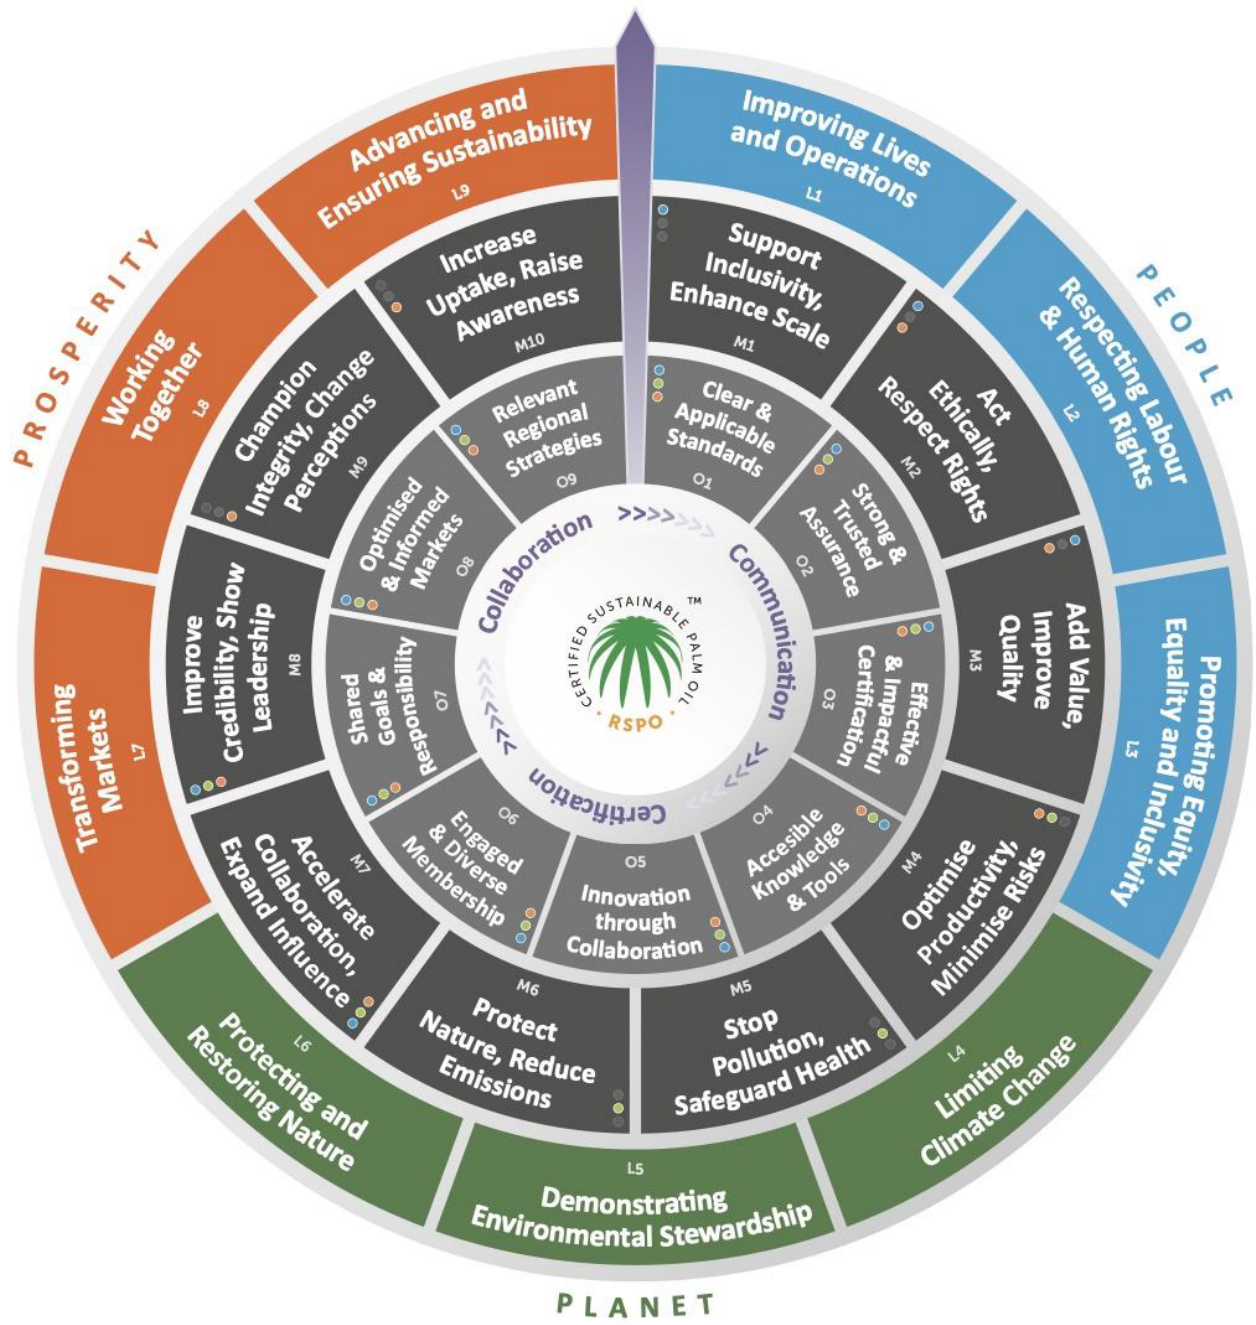 PEOPLE
Improving Lives
and Operations
L1
Respecting Labour
& Human Rights
L2
Promoting Equity,
Equality and Inclusivity
L3
PLANET
L4
Limiting
Climate Change
L5
Demonstrating
Environmental Stewardship
L6
Protecting and
Restoring Nature
PROSPERITY
Transforming
Markets
L7
Working
Together
L8
Advancing and
Ensuring Sustainability
L9
Support
Inclusivity,
Enhance Scale
M1
Act
Ethically,
Respect Rights
M2
Add Value,
Improve
Quality
M3
M4
Optimise
Productivity,
Minimise Risks
M5
Stop
Pollution,
Safeguard Health
M6
Protect
Nature, Reduce
Emissions
M7
Accelerate
Collaboration,
Expand Influence
Improve
Credibility, Show
Leadership
M8
Champion
Integrity, Change
Perceptions
M9
Increase
Uptake, Raise
Awareness
M10
Clear &
Applicable
Standards
O1
Strong &
Trusted
Assurance
O2
Effective
& Impactful
Certification
O3
O4
Accesible
Knowledge
& Tools
O5
Innovation
through
Collaboration
O6
Engaged
& Diverse
Membership
Shared
Goals &
Responsibility
O7
Optimised
& Informed
Markets
O8
Relevant
Regional
Strategies
O9
Collaboration
Communication
Certification
CERTIFIED SUSTAINABLE PALM OIL ™
RSPO